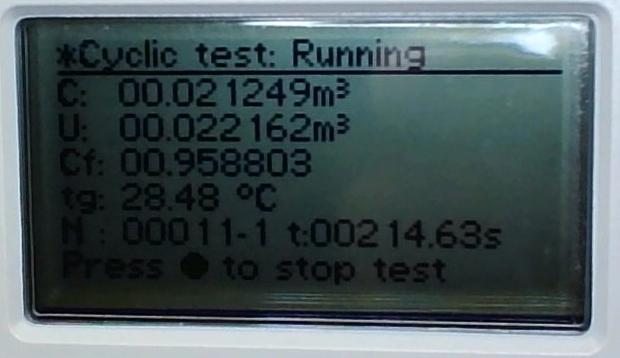 *Cyclic test: Running
C: 00.021249m³
U: 00.022162m³
Cf: 00.958803
tg: 28.48 °C
N : 00011-1 t:00214.63s
Press ● to stop test